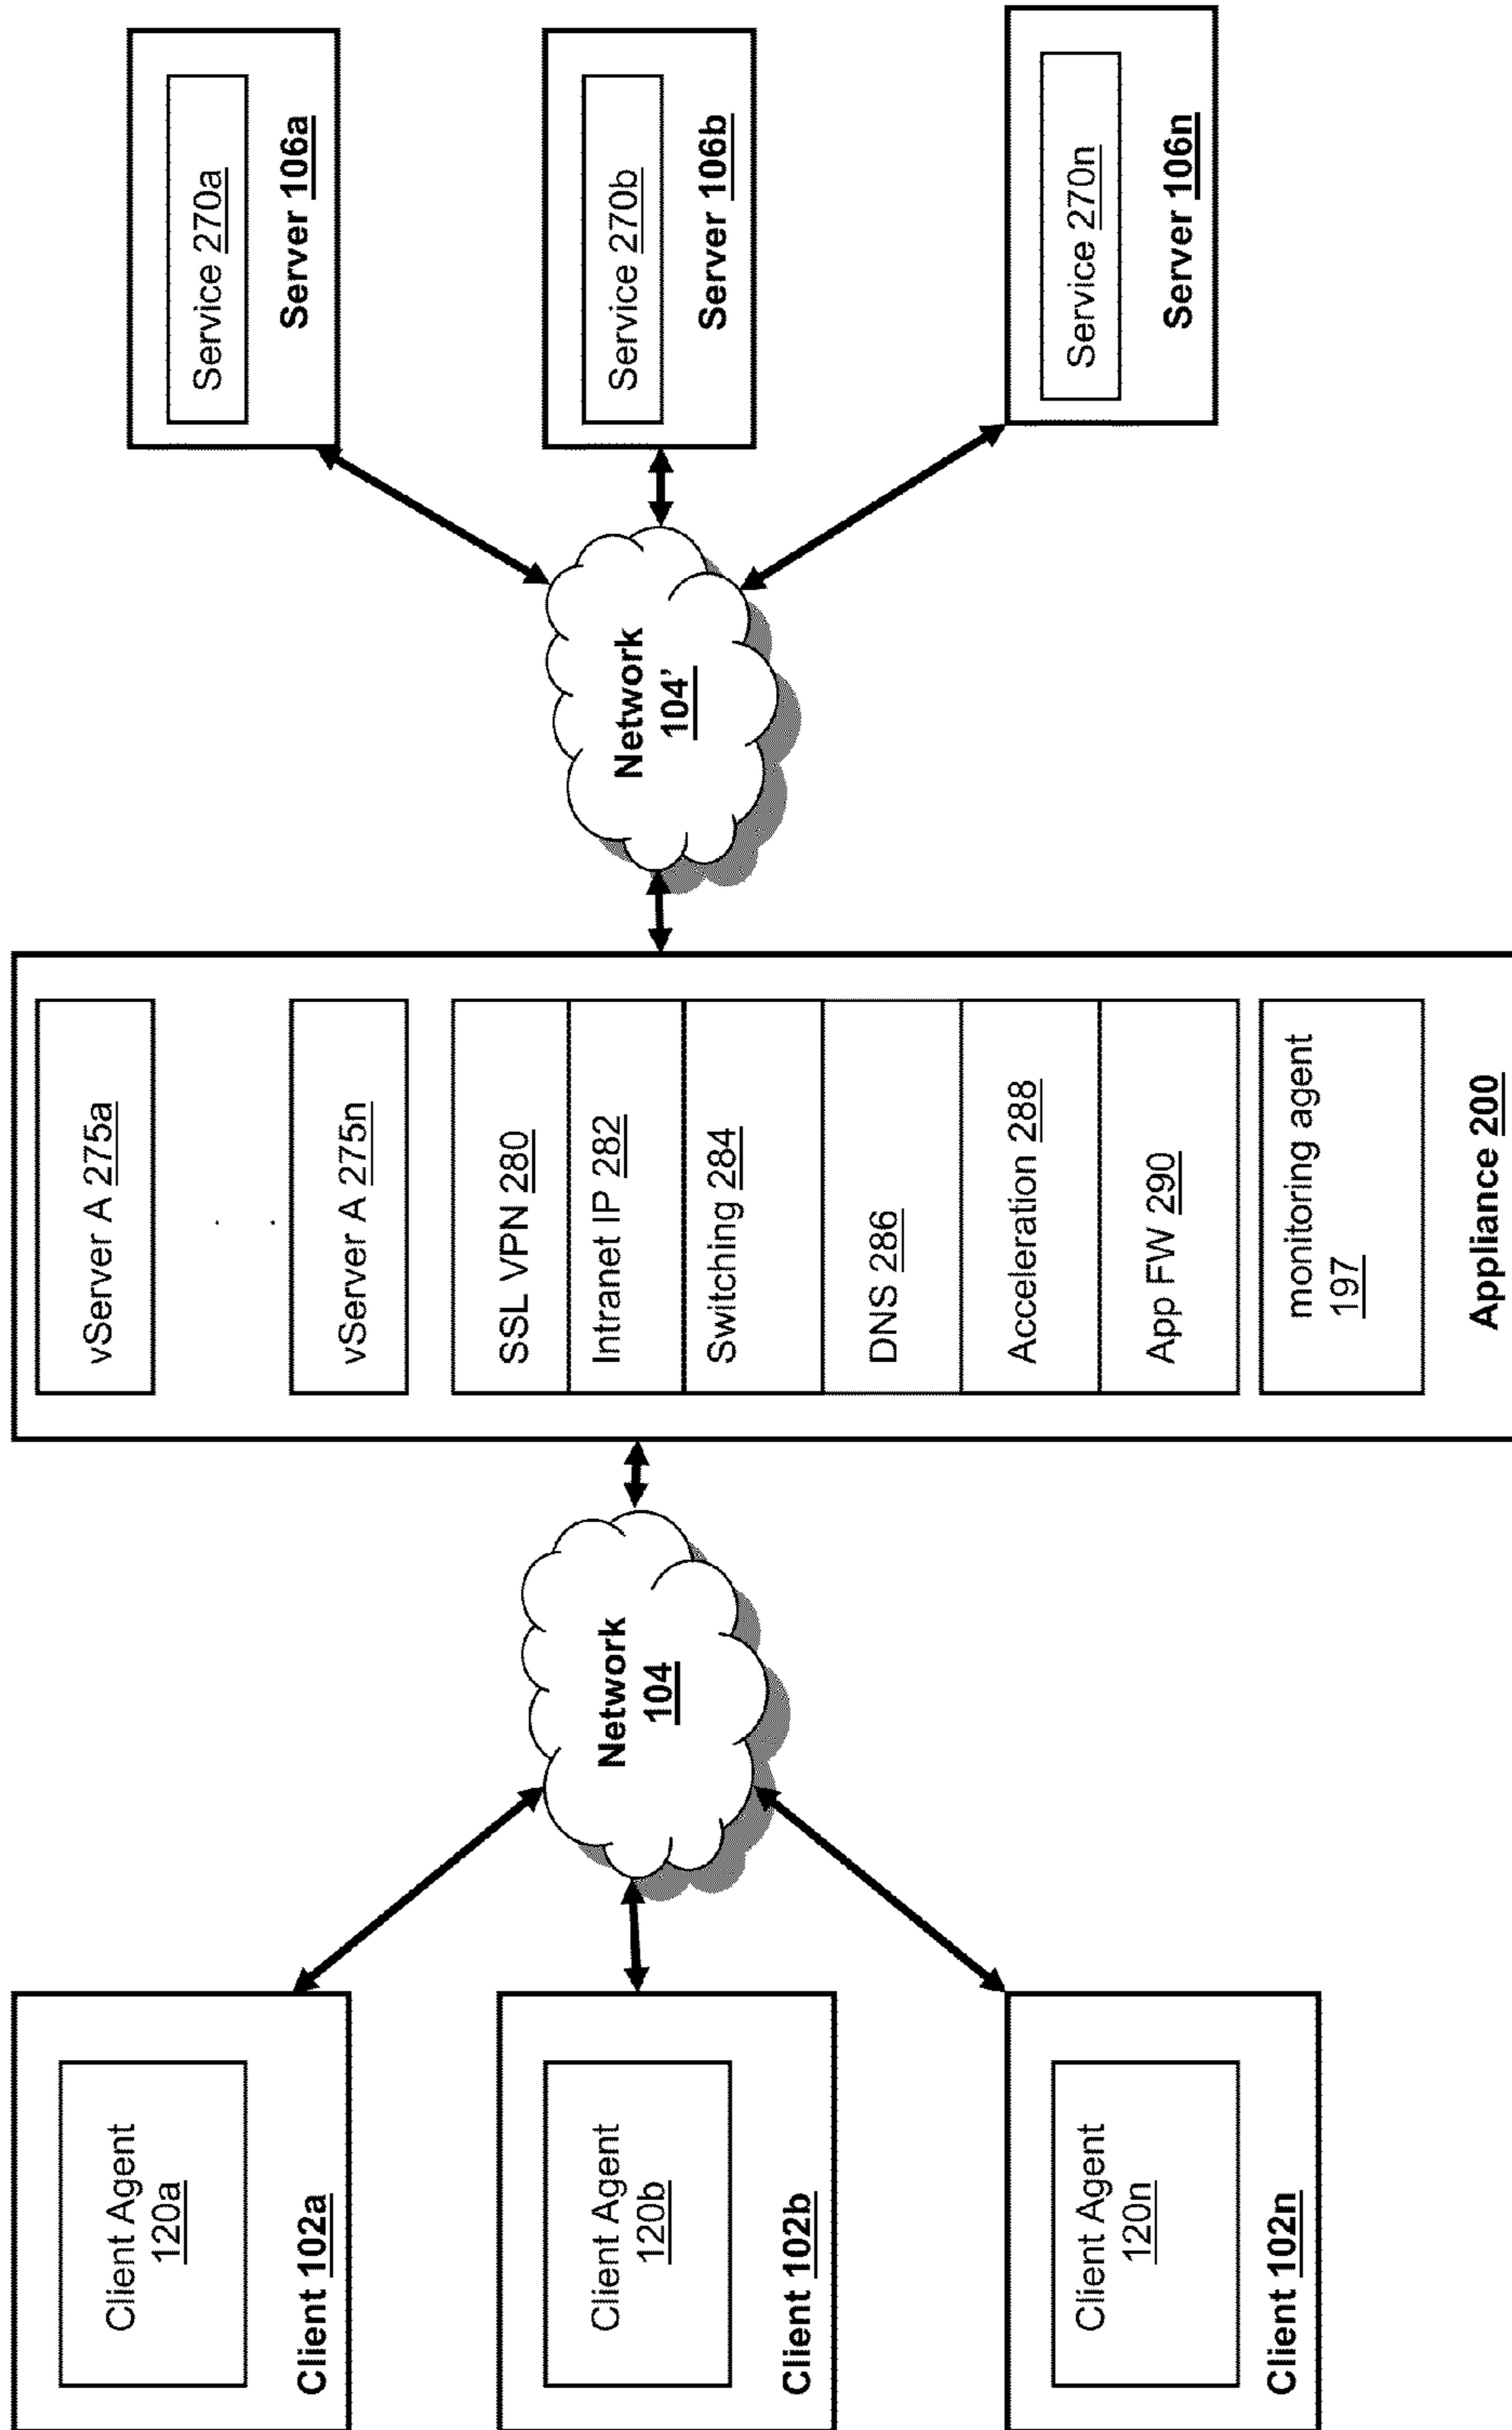 Client Agent
120a
Client 102a
Client Agent
120b
Client 102b
Client Agent
120n
Client 102n
Network
104
vServer A 275a
vServer A 275n
SSL VPN 280
Intranet IP 282
Switching 284
DNS 286
Acceleration 288
App FW 290
monitoring agent
197
Appliance 200
Network
104'
Service 270a
Server 106a
Service 270b
Server 106b
Service 270n
Server 106n